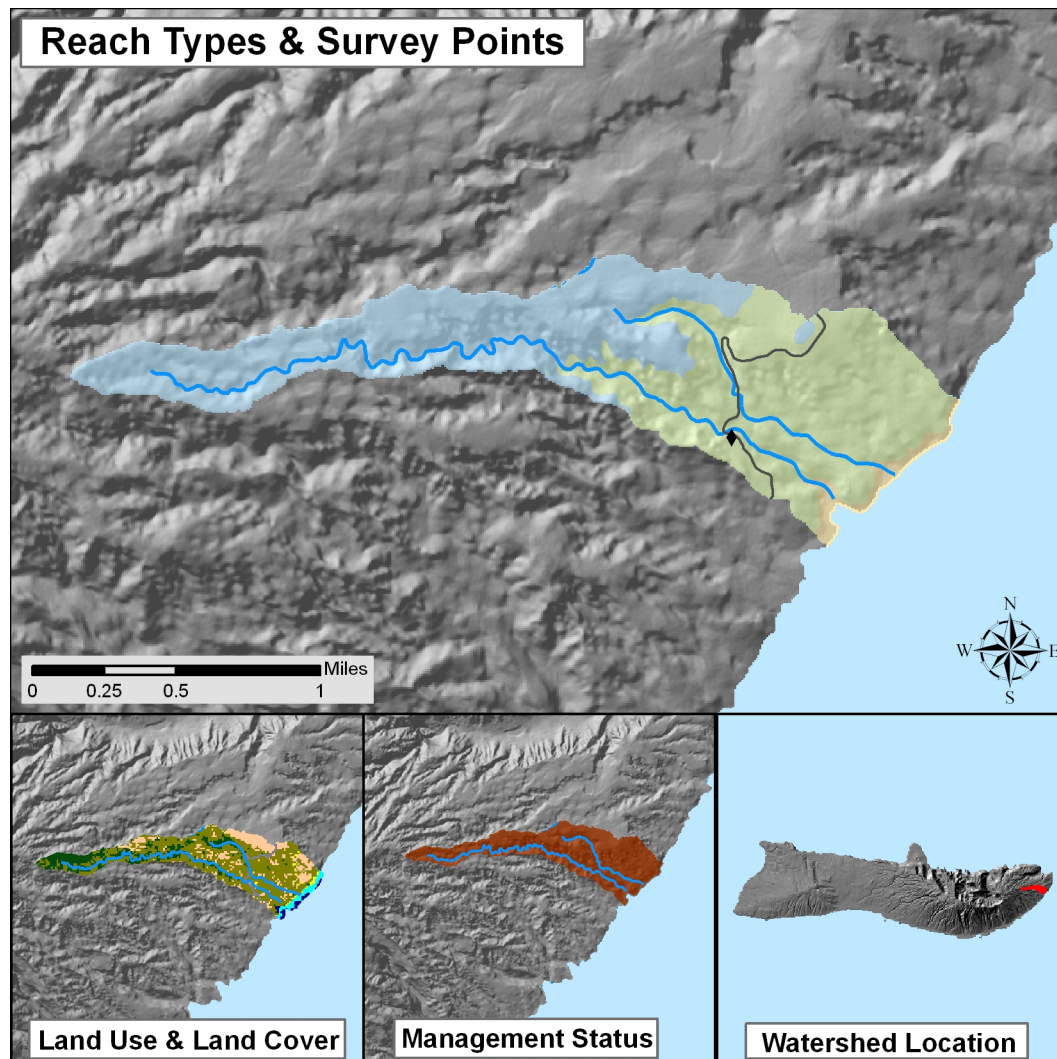 Reach Types & Survey Points
N
W E
S
Miles
0 0.25 0.5 1
Land Use & Land Cover
Management Status
Watershed Location